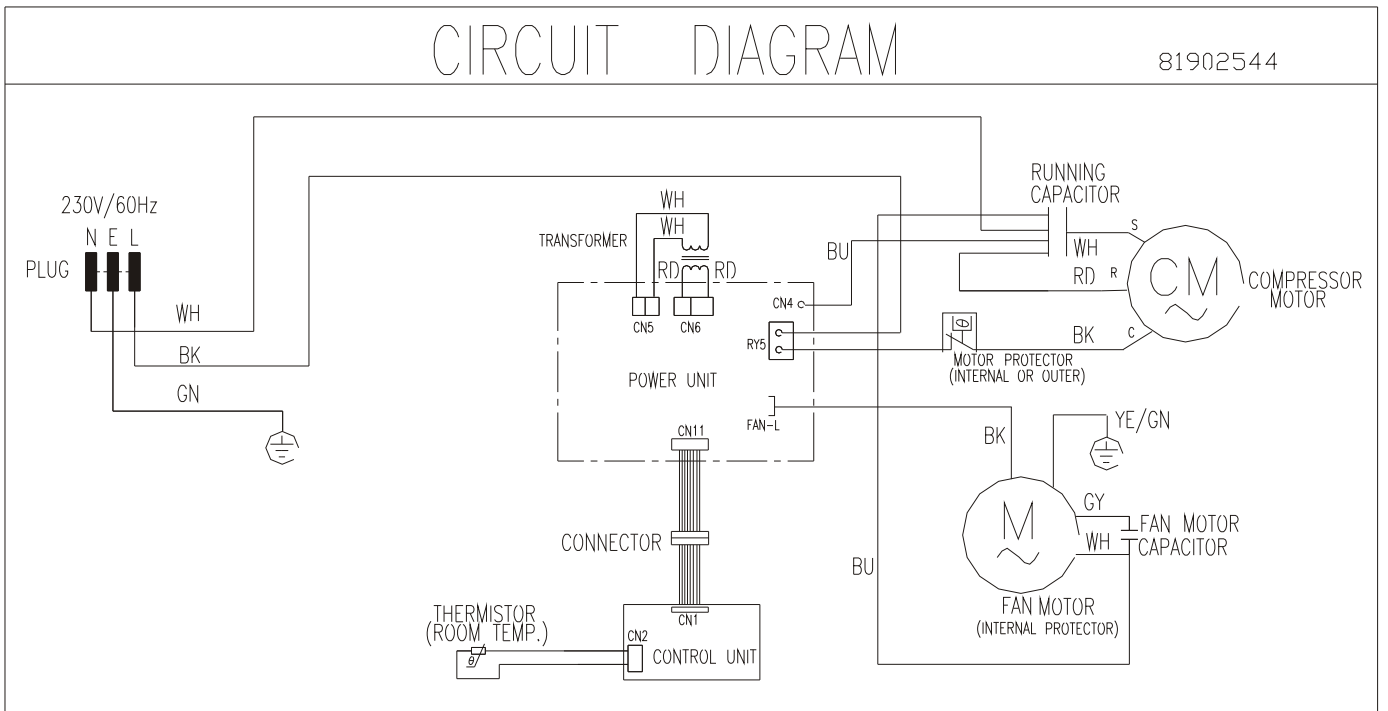 CIRCUIT DIAGRAM
81902544
230V/60Hz
N E L
PLUG
WH
BK
GN
WH
WH
TRANSFORMER
RD
RD
CN5
CN6
CN4
BU
RY5
POWER UNIT
FAN-L
CN11
RUNNING
CAPACITOR
S
WH
RD
R
CM
COMPRESSOR
MOTOR
θ
BK
C
MOTOR PROTECTOR
(INTERNAL OR OUTER)
BK
YE/GN
M
GY
WH
FAN MOTOR
CAPACITOR
BU
FAN MOTOR
(INTERNAL PROTECTOR)
CONNECTOR
CN1
THERMISTOR
(ROOM TEMP.)
θ
CN2
CONTROL UNIT